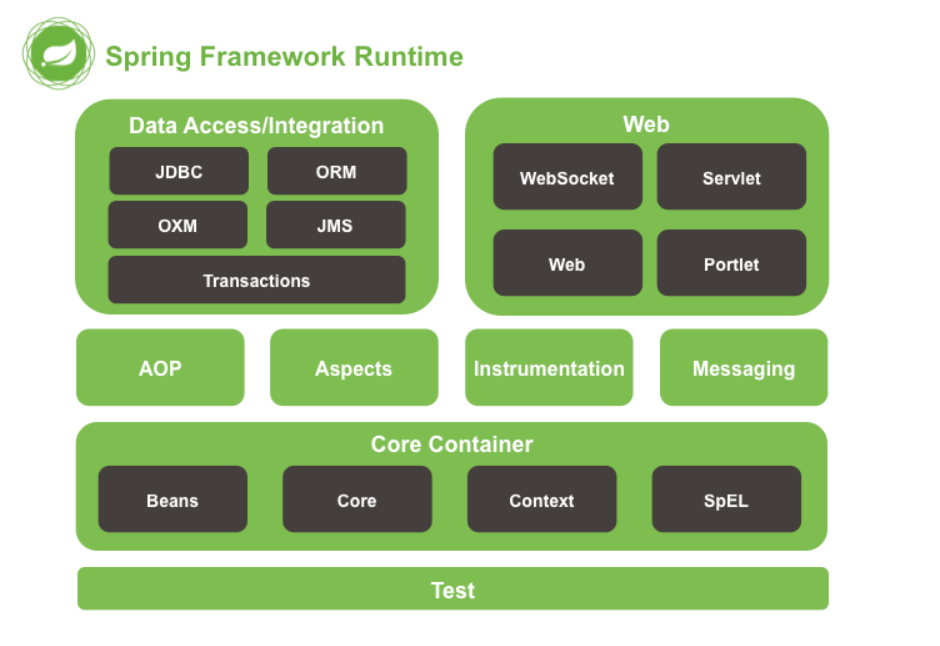 Spring Framework Runtime
Data Access/Integration
JDBC
ORM
OXM
JMS
Transactions
Web
WebSocket
Servlet
Web
Portlet
AOP
Aspects
Instrumentation
Messaging
Core Container
Beans
Core
Context
SpEL
Test